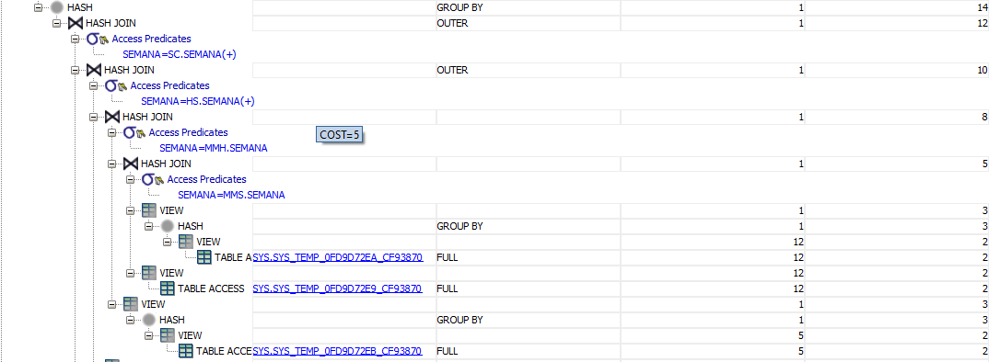 HASH GROUP BY 1 14
HASH JOIN OUTER 1 12
Access Predicates
SEMANA=SC.SEMANA(+)
HASH JOIN OUTER 1 10
Access Predicates
SEMANA=HS.SEMANA(+)
HASH JOIN 1 8
Access Predicates COST=5
SEMANA=MMH.SEMANA
HASH JOIN 1 5
Access Predicates
SEMANA=MMS.SEMANA
VIEW 1 3
HASH GROUP BY 1 3
VIEW 12 2
TABLE A SYS.SYS_TEMP_0FD9D72EA_CF93870 FULL 12 2
VIEW 12 2
TABLE ACCESS SYS.SYS_TEMP_0FD9D72E9_CF93870 FULL 12 2
VIEW 1 3
HASH GROUP BY 1 3
VIEW 5 2
TABLE ACCE SYS.SYS_TEMP_0FD9D72EB_CF93870 FULL 5 2